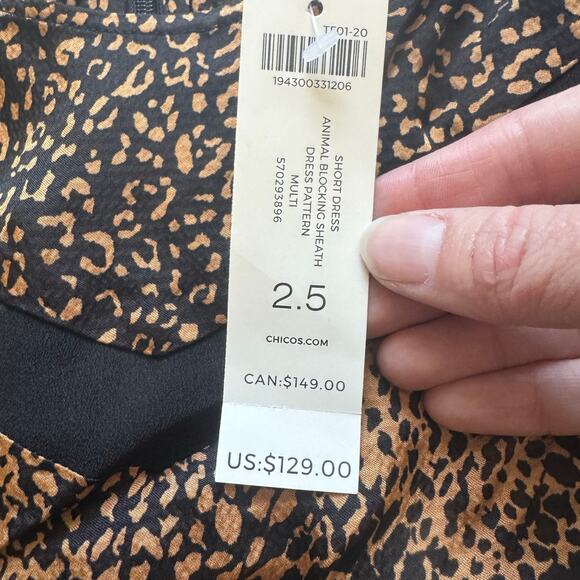 TF01-20
194300331206
SHORT DRESS
ANIMAL BLOCKING SHEATH
DRESS PATTERN
MULTI
570293896
2.5
CHICOS.COM
CAN:$149.00
US:$129.00